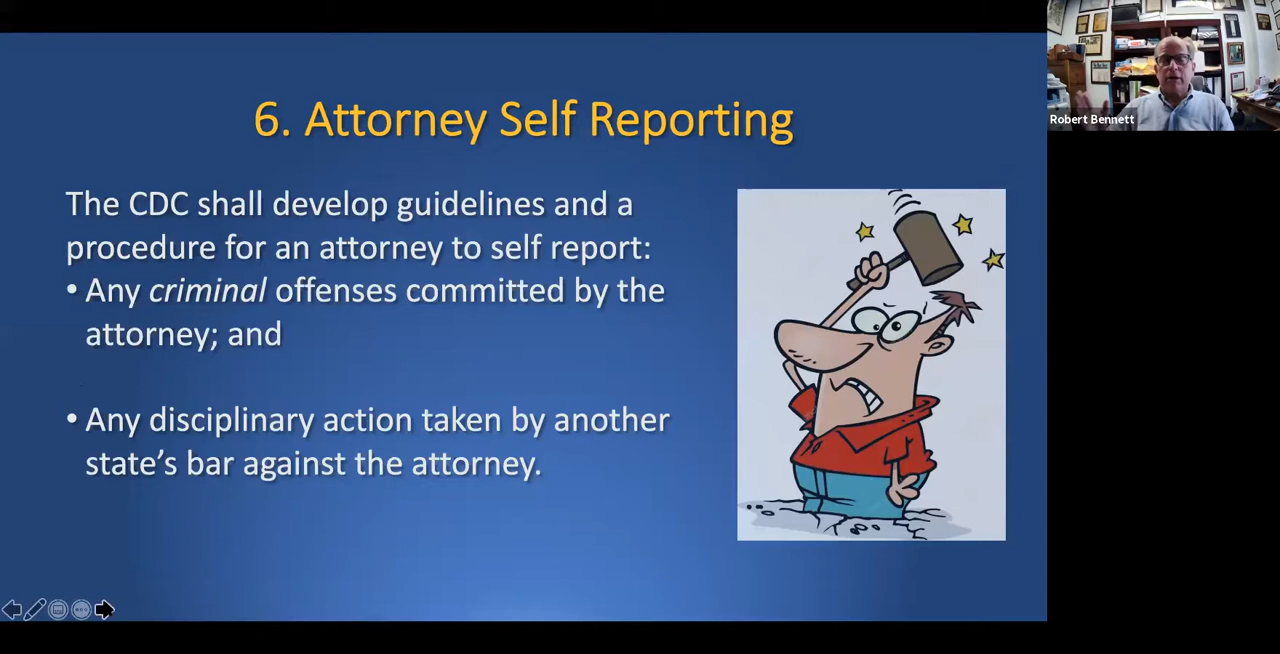 6. Attorney Self Reporting
The CDC shall develop guidelines and a
procedure for an attorney to self report:
• Any criminal offenses committed by the
attorney; and
• Any disciplinary action taken by another
state’s bar against the attorney.
Robert Bennett